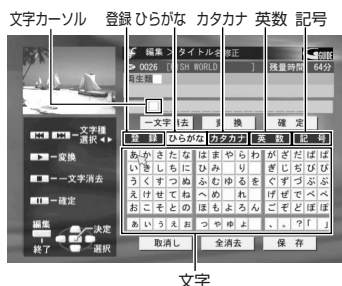 文字カーソル 登録 ひらがな カタカナ 英数 記号
編集 > タイトル名修正 GUIDE
0026 [IRISH WORLD ] 残量時間 64分
両生類
一文字消去 変換 確定
文字種選択
登録 ひらがな カタカナ 英数 記号
変換
一文字消去
確定
あ か さ た な は ま や ら わ が ざ だ ば ぱ
い き し ち に ひ み り ぎ じ ぢ び ぴ
う く す つ ぬ ふ む ゆ る を ぐ ず づ ぶ ぷ
え け せ て ね へ め れ げ ぜ で べ ぺ
お こ そ と の ほ も よ ろ ん ご ぞ ど ぼ ぽ
ぁ ぃ ぅ ぇ ぉ っ ゃ ゅ ょ 、 。 ? 「 」
編集 決定
終了 選択
取消し 全消去 保存
文字